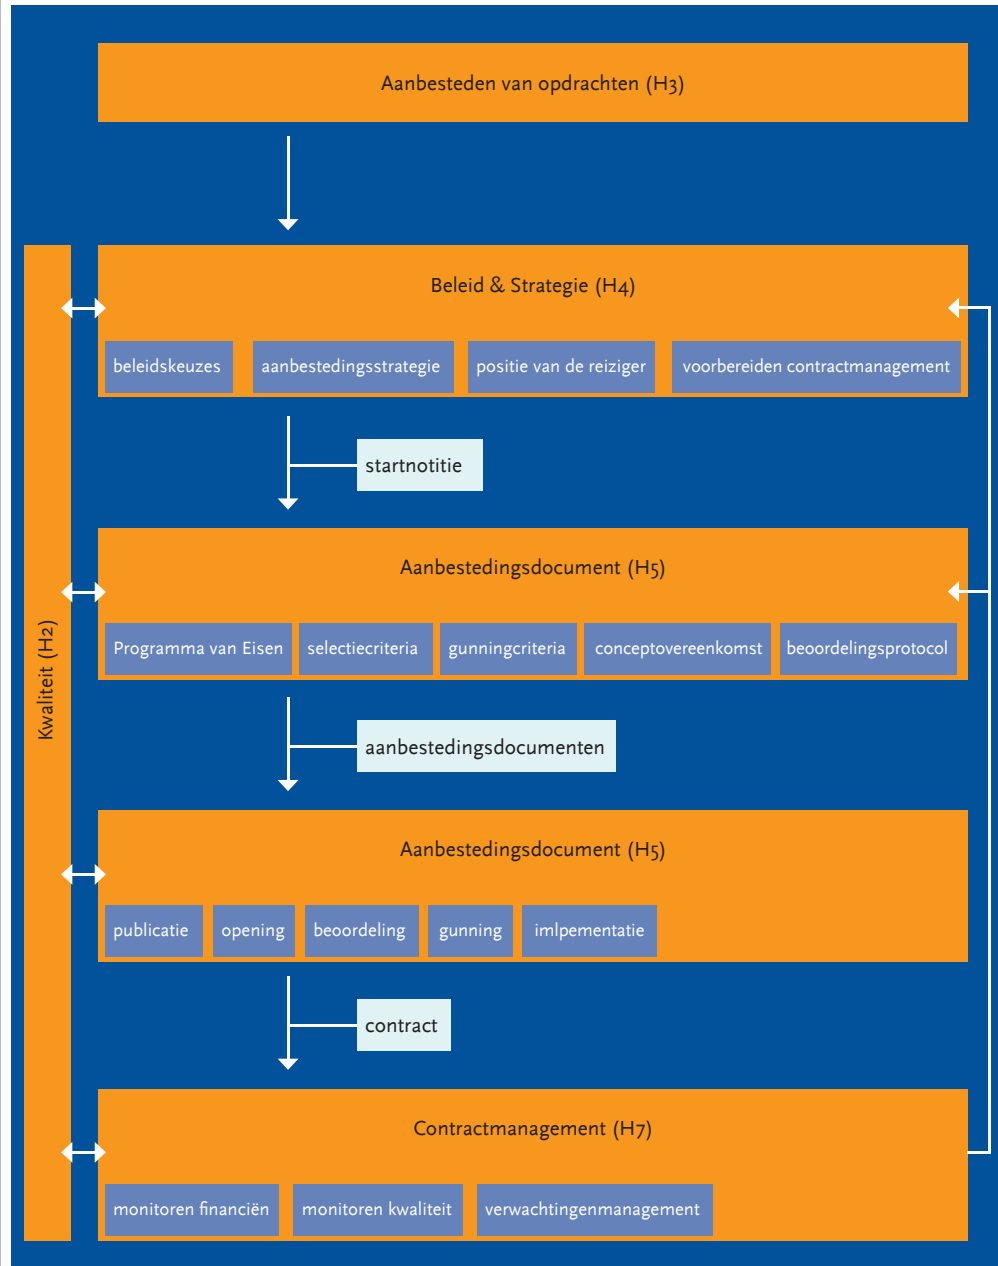 Aanbesteden van opdrachten (H3)
Kwaliteit (H2)
Beleid & Strategie (H4)
beleidskeuzes
aanbestedingsstrategie
positie van de reiziger
voorbereiden contractmanagement
startnotitie
Aanbestedingsdocument (H5)
Programma van Eisen
selectiecriteria
gunningcriteria
conceptovereenkomst
beoordelingsprotocol
aanbestedingsdocumenten
Aanbestedingsdocument (H5)
publicatie
opening
beoordeling
gunning
imlpementatie
contract
Contractmanagement (H7)
monitoren financiën
monitoren kwaliteit
verwachtingenmanagement